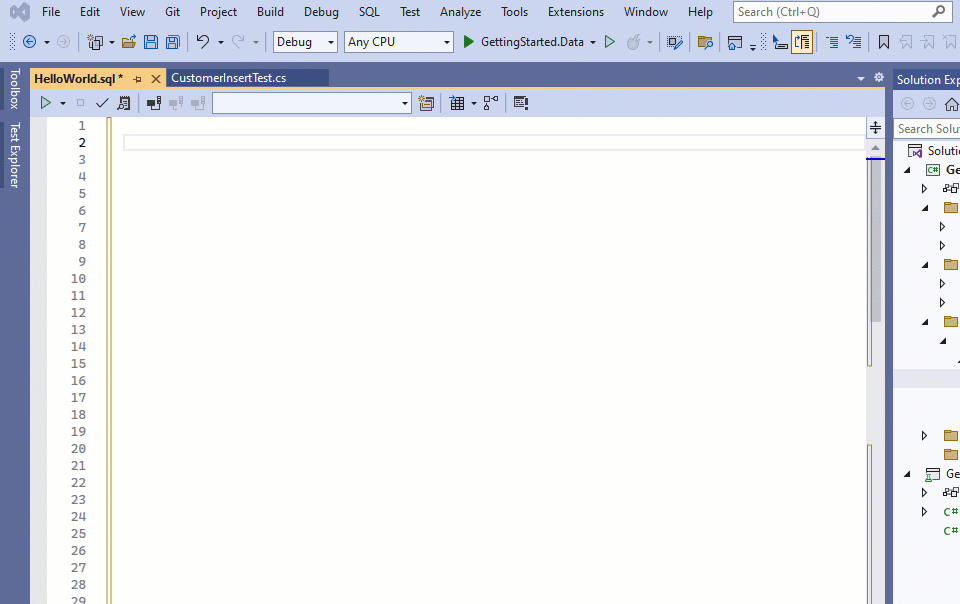 File Edit View Git Project Build Debug SQL Test Analyze Tools Extensions Window Help Search (Ctrl+Q)
Debug Any CPU GettingStarted.Data
HelloWorld.sql * CustomerInsertTest.cs
Solution Exp
Toolbox
Test Explorer
Search Solu
Soluti
Ge
Ge
C#
C#
1
2
3
4
5
6
7
8
9
10
11
12
13
14
15
16
17
18
19
20
21
22
23
24
25
26
27
28
29